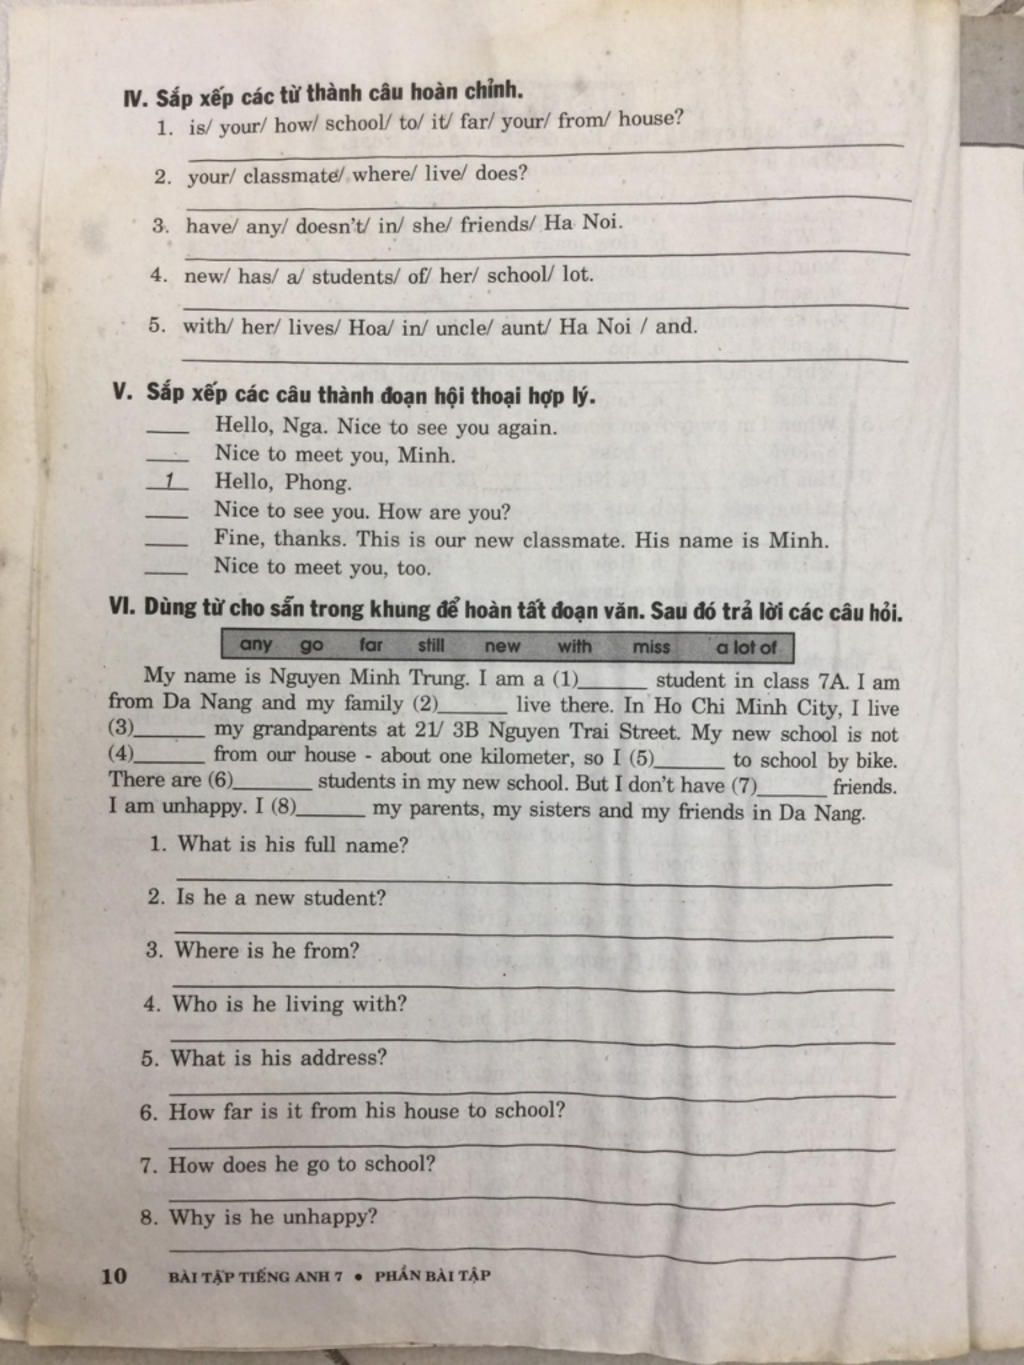 IV. Sắp xếp các từ thành câu hoàn chỉnh.
1. is/ your/ how/ school/ to/ it/ far/ your/ from/ house?
2. your/ classmate/ where/ live/ does?
3. have/ any/ doesn't/ in/ she/ friends/ Ha Noi.
4. new/ has/ a/ students/ of/ her/ school/ lot.
5. with/ her/ lives/ Hoa/ in/ uncle/ aunt/ Ha Noi / and.
V. Sắp xếp các câu thành đoạn hội thoại hợp lý.
____ Hello, Nga. Nice to see you again.
____ Nice to meet you, Minh.
__1__ Hello, Phong.
____ Nice to see you. How are you?
____ Fine, thanks. This is our new classmate. His name is Minh.
____ Nice to meet you, too.
VI. Dùng từ cho sẵn trong khung để hoàn tất đoạn văn. Sau đó trả lời các câu hỏi.
any go far still new with miss a lot of
My name is Nguyen Minh Trung. I am a (1)______ student in class 7A. I am
from Da Nang and my family (2)______ live there. In Ho Chi Minh City, I live
(3)______ my grandparents at 21/ 3B Nguyen Trai Street. My new school is not
(4)______ from our house - about one kilometer, so I (5)______ to school by bike.
There are (6)______ students in my new school. But I don't have (7)______ friends.
I am unhappy. I (8)______ my parents, my sisters and my friends in Da Nang.
1. What is his full name?
2. Is he a new student?
3. Where is he from?
4. Who is he living with?
5. What is his address?
6. How far is it from his house to school?
7. How does he go to school?
8. Why is he unhappy?
10 BÀI TẬP TIẾNG ANH 7 • PHẦN BÀI TẬP